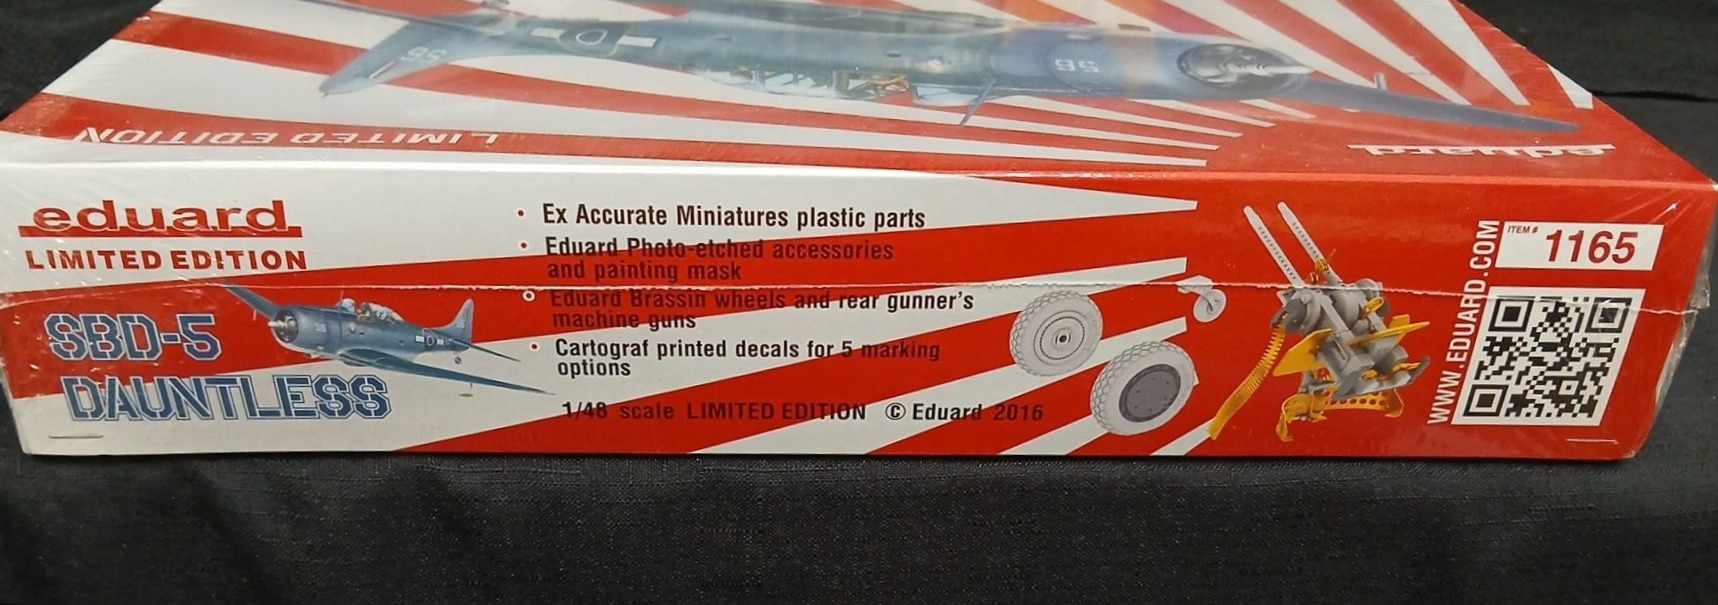 LIMITED EDITION
eduard
56
56
eduard
LIMITED EDITION
SBD-5
DAUNTLESS
• Ex Accurate Miniatures plastic parts
• Eduard Photo-etched accessories
and painting mask
• Eduard Brassin wheels and rear gunner's
machine guns
• Cartograf printed decals for 5 marking
options
1/48 scale LIMITED EDITION © Eduard 2016
WWW.EDUARD.COM
ITEM # 1165